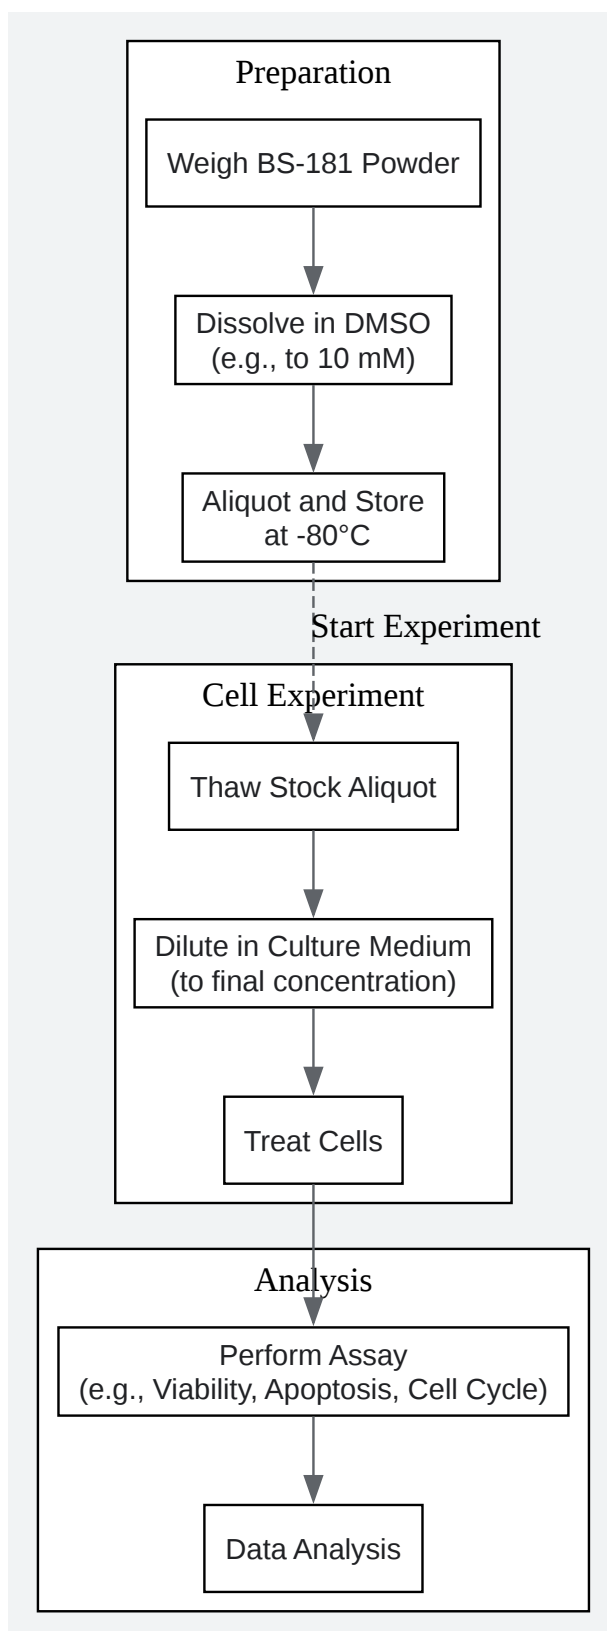 Preparation
Weigh BS-181 Powder
Dissolve in DMSO
(e.g., to 10 mM)
Aliquot and Store
at -80°C
Start Experiment
Cell Experiment
Thaw Stock Aliquot
Dilute in Culture Medium
(to final concentration)
Treat Cells
Analysis
Perform Assay
(e.g., Viability, Apoptosis, Cell Cycle)
Data Analysis